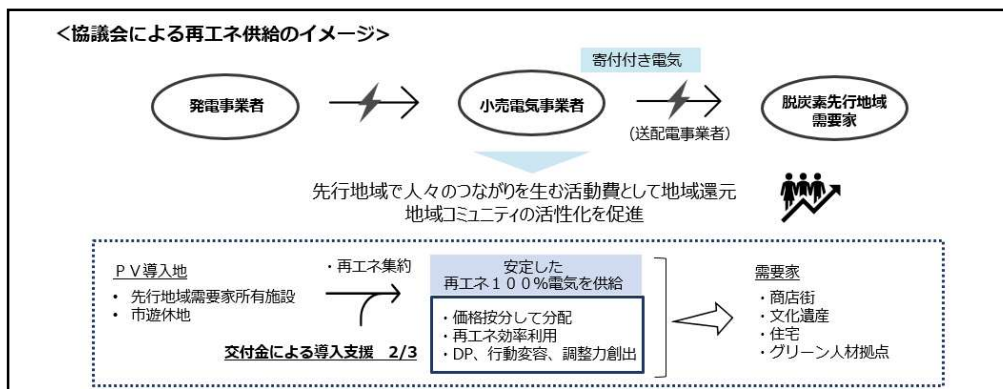 ＜協議会による再エネ供給のイメージ＞
寄付付き電気
発電事業者
小売電気事業者
脱炭素先行地域
需要家
(送配電事業者)
先行地域で人々のつながりを生む活動費として地域還元
地域コミュニティの活性化を促進
ＰＶ導入地
• 先行地域需要家所有施設
• 市遊休地
・再エネ集約
交付金による導入支援 2/3
安定した
再エネ１００%電気を供給
・価格按分して分配
・再エネ効率利用
・DP、行動変容、調整力創出
需要家
・商店街
・文化遺産
・住宅
・グリーン人材拠点